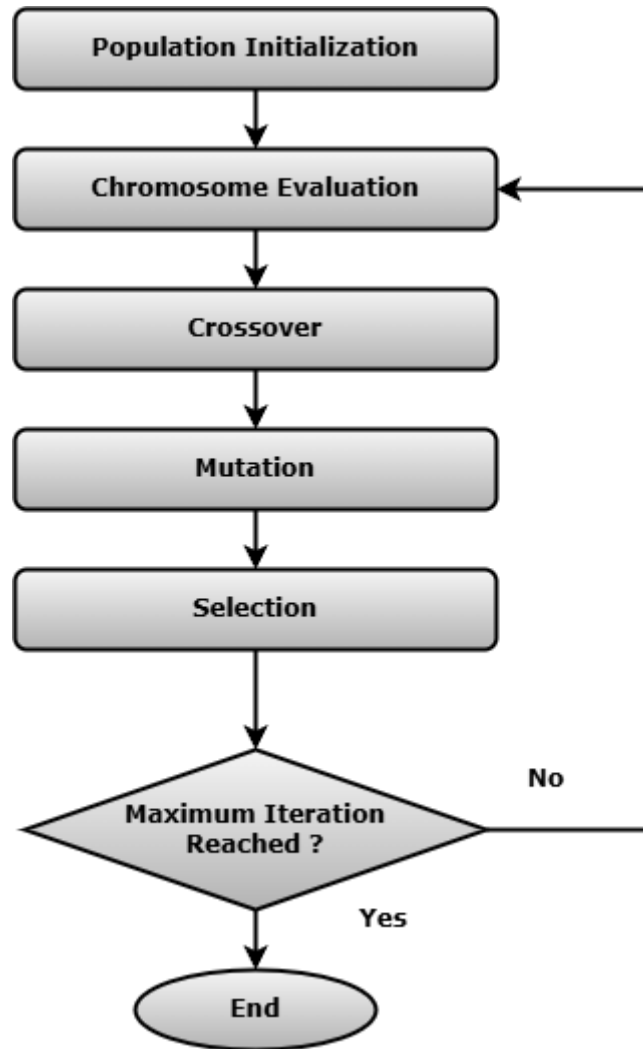 Population Initialization
Chromosome Evaluation
Crossover
Mutation
Selection
Maximum Iteration
Reached ?
No
Yes
End